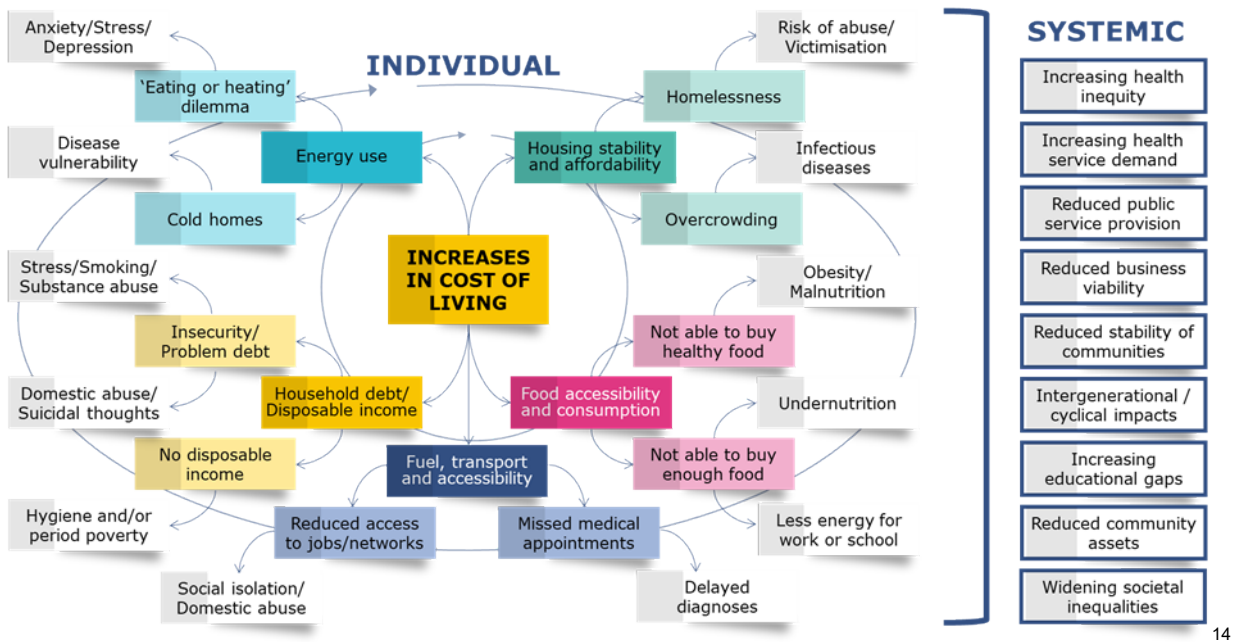 INDIVIDUAL
Anxiety/Stress/
Depression
'Eating or heating'
dilemma
Energy use
Disease
vulnerability
Cold homes
Stress/Smoking/
Substance abuse
Insecurity/
Problem debt
Domestic abuse/
Suicidal thoughts
Household debt/
Disposable income
No disposable
income
Hygiene and/or
period poverty
INCREASES
IN COST OF
LIVING
Fuel, transport
and accessibility
Reduced access
to jobs/networks
Social isolation/
Domestic abuse
Missed medical
appointments
Delayed
diagnoses
Risk of abuse/
Victimisation
Homelessness
Housing stability
and affordability
Infectious
diseases
Overcrowding
Obesity/
Malnutrition
Not able to buy
healthy food
Food accessibility
and consumption
Undernutrition
Not able to buy
enough food
Less energy for
work or school
SYSTEMIC
Increasing health
inequity
Increasing health
service demand
Reduced public
service provision
Reduced business
viability
Reduced stability of
communities
Intergenerational /
cyclical impacts
Increasing
educational gaps
Reduced community
assets
Widening societal
inequalities
14